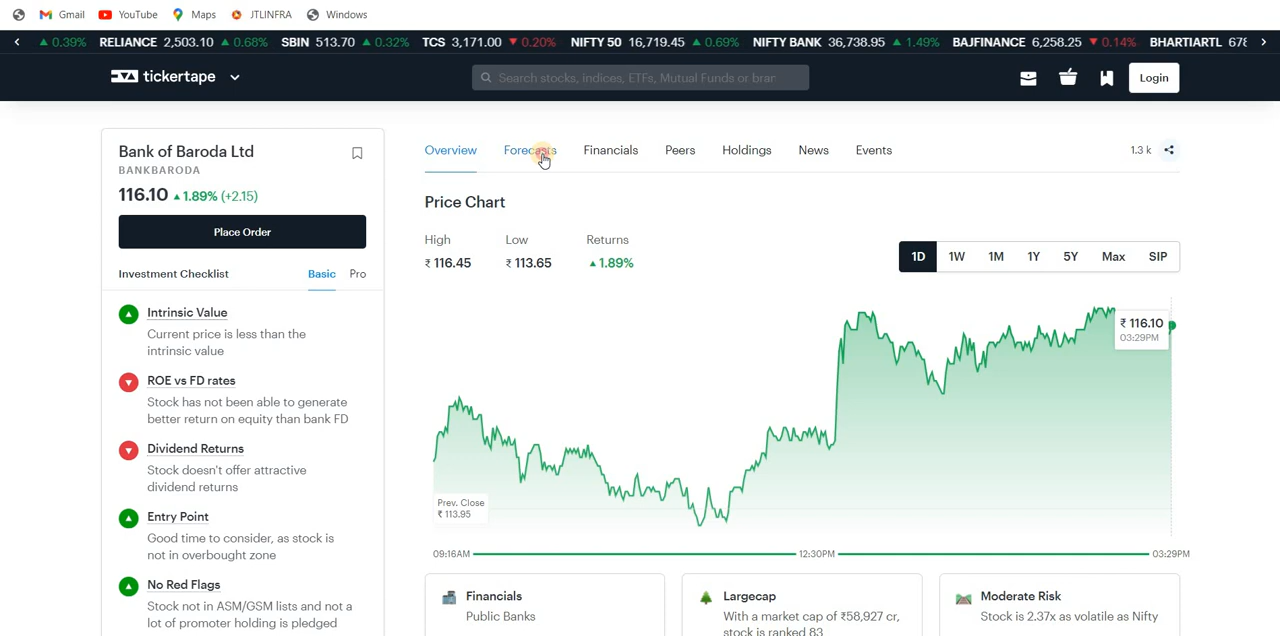 Gmail YouTube Maps JTLINFRA Windows
0.39% RELIANCE 2,503.10 0.68% SBIN 513.70 0.32% TCS 3,171.00 0.20% NIFTY 50 16,719.45 0.69% NIFTY BANK 36,738.95 1.49% BAJFINANCE 6,258.25 0.14% BHARTIARTL 678
tickertape Search stocks, indices, ETFs, Mutual Funds or brar Login
Bank of Baroda Ltd
BANKBARODA
116.10 1.89% (+2.15)
Place Order
Investment Checklist Basic Pro
Intrinsic Value
Current price is less than the
intrinsic value
ROE vs FD rates
Stock has not been able to generate
better return on equity than bank FD
Dividend Returns
Stock doesn't offer attractive
dividend returns
Entry Point
Good time to consider, as stock is
not in overbought zone
No Red Flags
Stock not in ASM/GSM lists and not a
lot of promoter holding is pledged
Overview Forecasts Financials Peers Holdings News Events 1.3 k
Price Chart
High Low Returns
₹ 116.45 ₹ 113.65 1.89%
1D 1W 1M 1Y 5Y Max SIP
₹ 116.10
03:29PM
Prev. Close
₹ 113.95
09:16AM 12:30PM 03:29PM
Financials
Public Banks
Largecap
With a market cap of ₹58,927 cr,
stock is ranked 83
Moderate Risk
Stock is 2.37x as volatile as Nifty